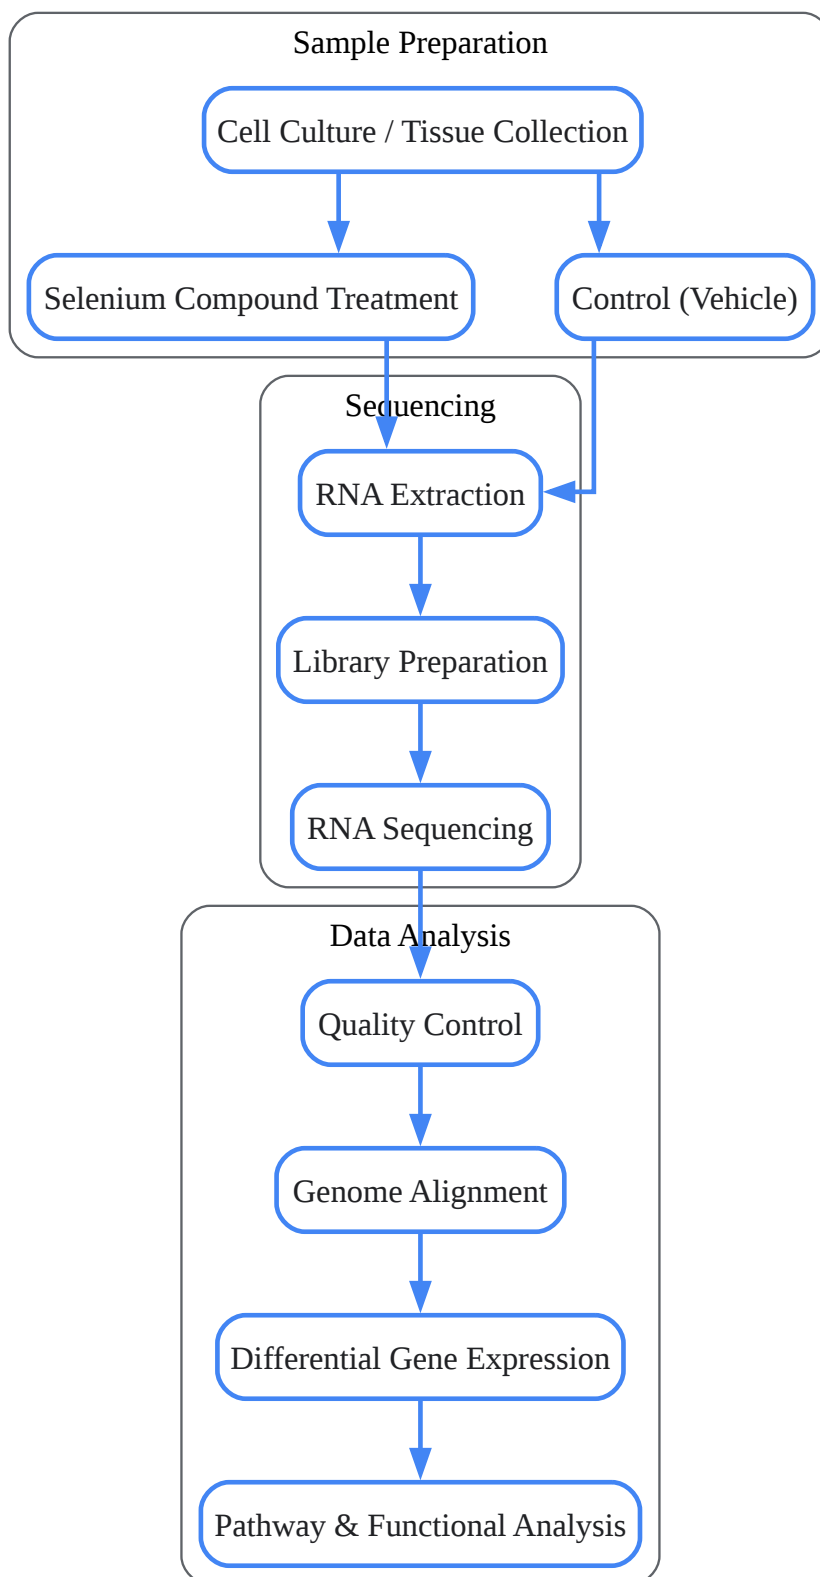 Sample Preparation
Cell Culture / Tissue Collection
Selenium Compound Treatment
Control (Vehicle)
Sequencing
RNA Extraction
Library Preparation
RNA Sequencing
Data Analysis
Quality Control
Genome Alignment
Differential Gene Expression
Pathway & Functional Analysis